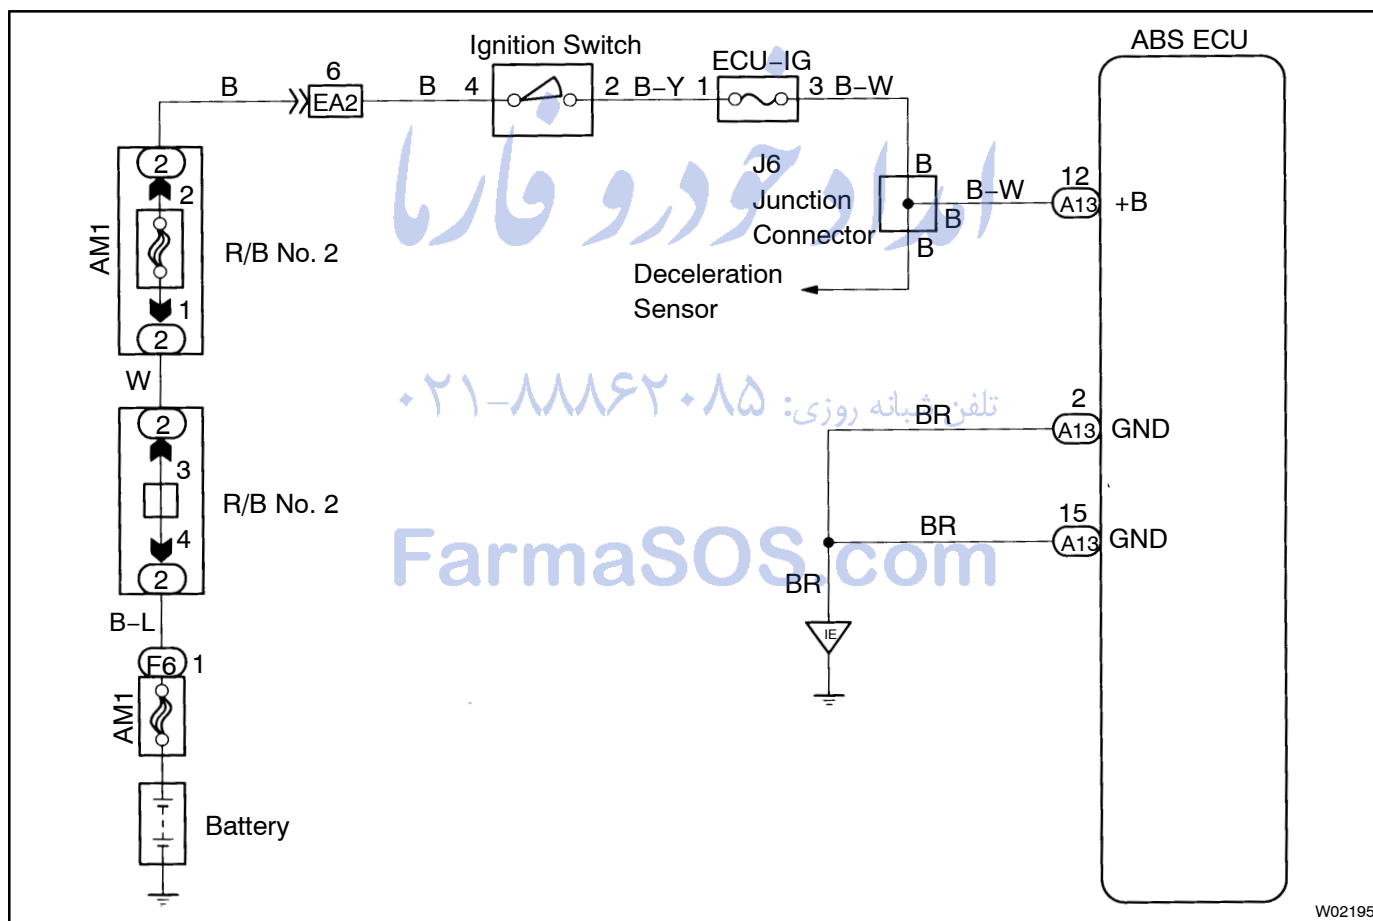 Ignition Switch
ABS ECU
ECU–IG
B
6
EA2
B
4
2
B–Y
1
3
B–W
امداد خودرو فارما
J6
Junction
Connector
B
B
B
B–W
12
A13
+B
Deceleration
Sensor
AM1
2
2
1
2
R/B No. 2
W
تلفن شبانه روزی: ۰۲۱-۸۸۸۶۲۰۸۵
BR
2
A13
GND
2
3
4
2
R/B No. 2
FarmaSOS.com
BR
15
A13
GND
BR
IE
B–L
F6
1
AM1
Battery
W02195